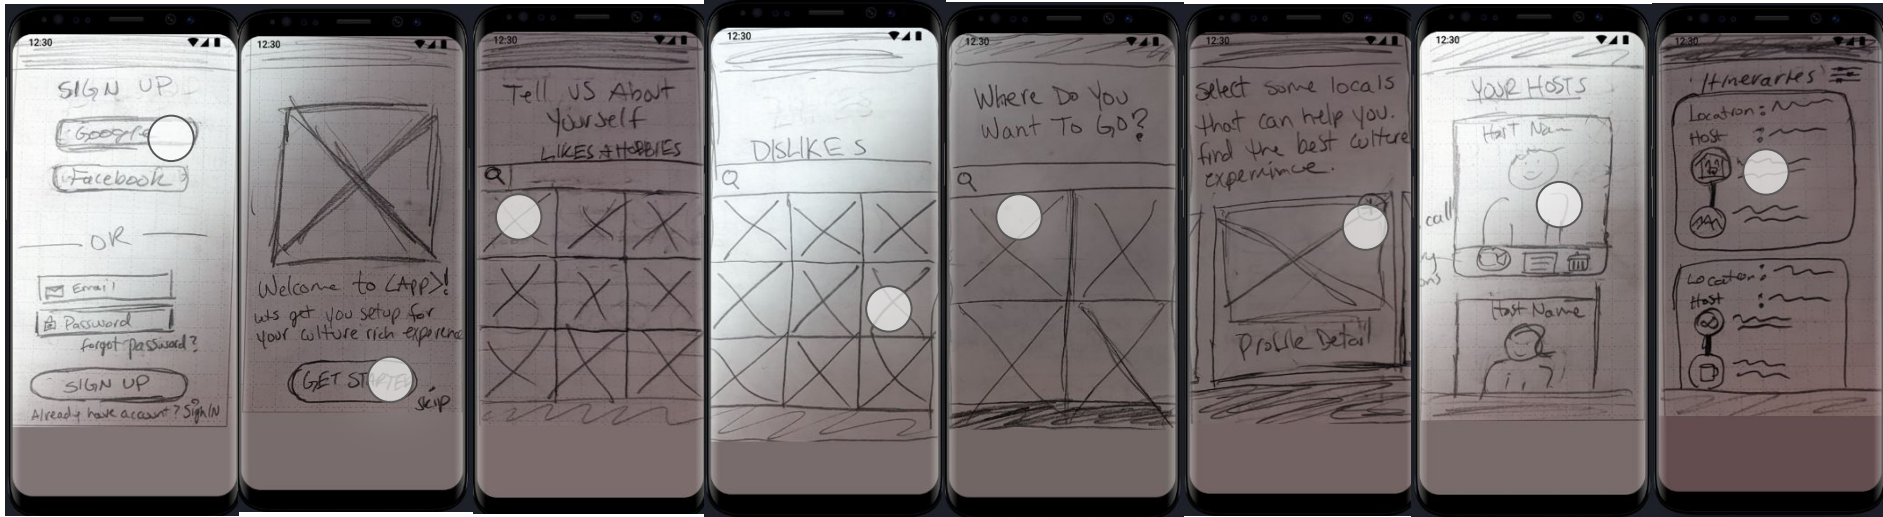 12:30
SIGN UP
Google
Facebook
OR
Email
Password
forgot password?
SIGN UP
Already have account? Sign IN
12:30
Welcome to <APP>!
lets get you setup for
your culture rich experience
GET STARTED
skip
12:30
Tell US About
Yourself
LIKES & HOBBIES
12:30
DISLIKES
12:30
Where Do You
Want To GO?
12:30
select some locals
that can help you.
find the best culture
Profile Detail
12:30
YOUR HOSTS
Host Nam
call
Host Name
12:30
Itineraries
Location:
Host :
Location:
Host :